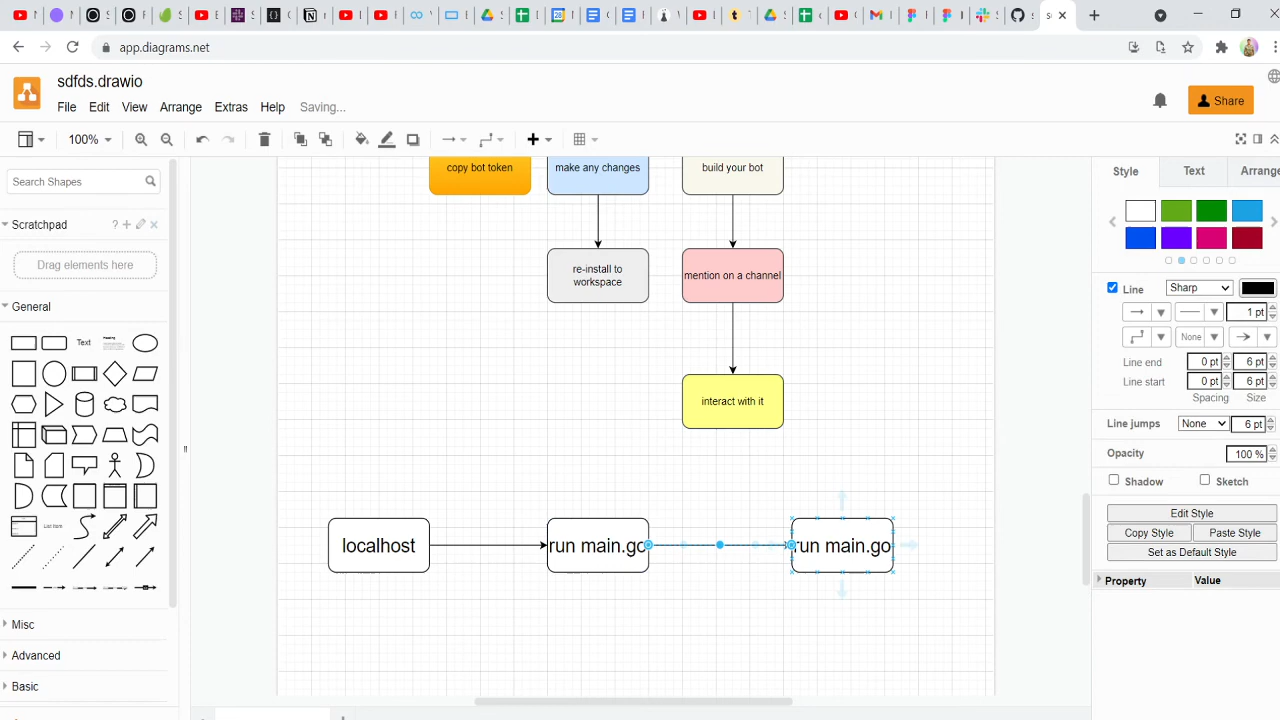 app.diagrams.net
sdfds.drawio
File Edit View Arrange Extras Help Saving...
Share
100%
Search Shapes
Scratchpad
?
Drag elements here
General
Text
Heading
List Item
Misc
Advanced
Basic
copy bot token
make any changes
build your bot
re-install to
workspace
mention on a channel
interact with it
localhost
run main.go
run main.go
Style Text Arrange
Line Sharp
1 pt
None
Line end 0 pt 6 pt
Line start 0 pt 6 pt
Spacing Size
Line jumps None 6 pt
Opacity 100 %
Shadow Sketch
Edit Style
Copy Style Paste Style
Set as Default Style
Property Value